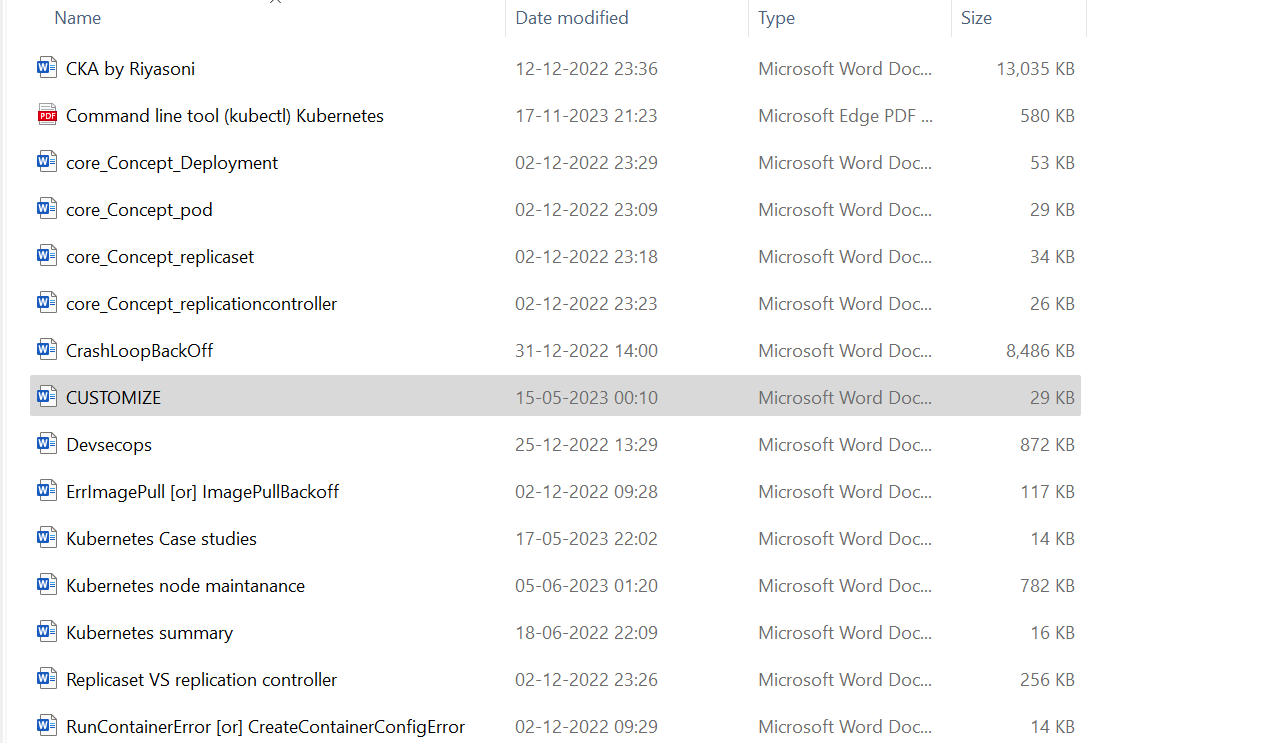 Name Date modified Type Size
CKA by Riyasoni 12-12-2022 23:36 Microsoft Word Doc... 13,035 KB
PDF Command line tool (kubectl) Kubernetes 17-11-2023 21:23 Microsoft Edge PDF ... 580 KB
core_Concept_Deployment 02-12-2022 23:29 Microsoft Word Doc... 53 KB
core_Concept_pod 02-12-2022 23:09 Microsoft Word Doc... 29 KB
core_Concept_replicaset 02-12-2022 23:18 Microsoft Word Doc... 34 KB
core_Concept_replicationcontroller 02-12-2022 23:23 Microsoft Word Doc... 26 KB
CrashLoopBackOff 31-12-2022 14:00 Microsoft Word Doc... 8,486 KB
CUSTOMIZE 15-05-2023 00:10 Microsoft Word Doc... 29 KB
Devsecops 25-12-2022 13:29 Microsoft Word Doc... 872 KB
ErrImagePull [or] ImagePullBackoff 02-12-2022 09:28 Microsoft Word Doc... 117 KB
Kubernetes Case studies 17-05-2023 22:02 Microsoft Word Doc... 14 KB
Kubernetes node maintanance 05-06-2023 01:20 Microsoft Word Doc... 782 KB
Kubernetes summary 18-06-2022 22:09 Microsoft Word Doc... 16 KB
Replicaset VS replication controller 02-12-2022 23:26 Microsoft Word Doc... 256 KB
RunContainerError [or] CreateContainerConfigError 02-12-2022 09:29 Microsoft Word Doc... 14 KB